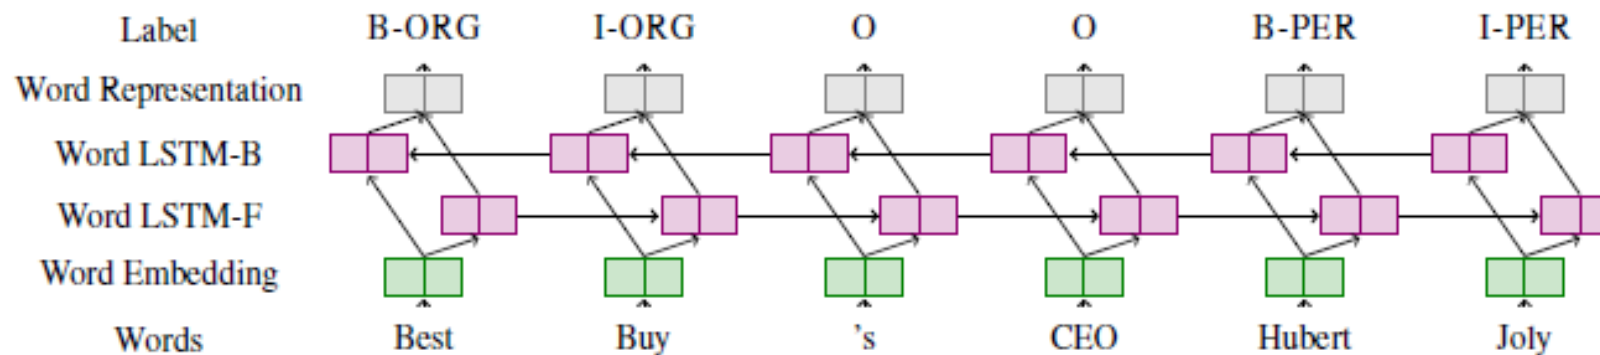 Label B-ORG I-ORG O O B-PER I-PER
Word Representation
Word LSTM-B
Word LSTM-F
Word Embedding
Words Best Buy 's CEO Hubert Joly